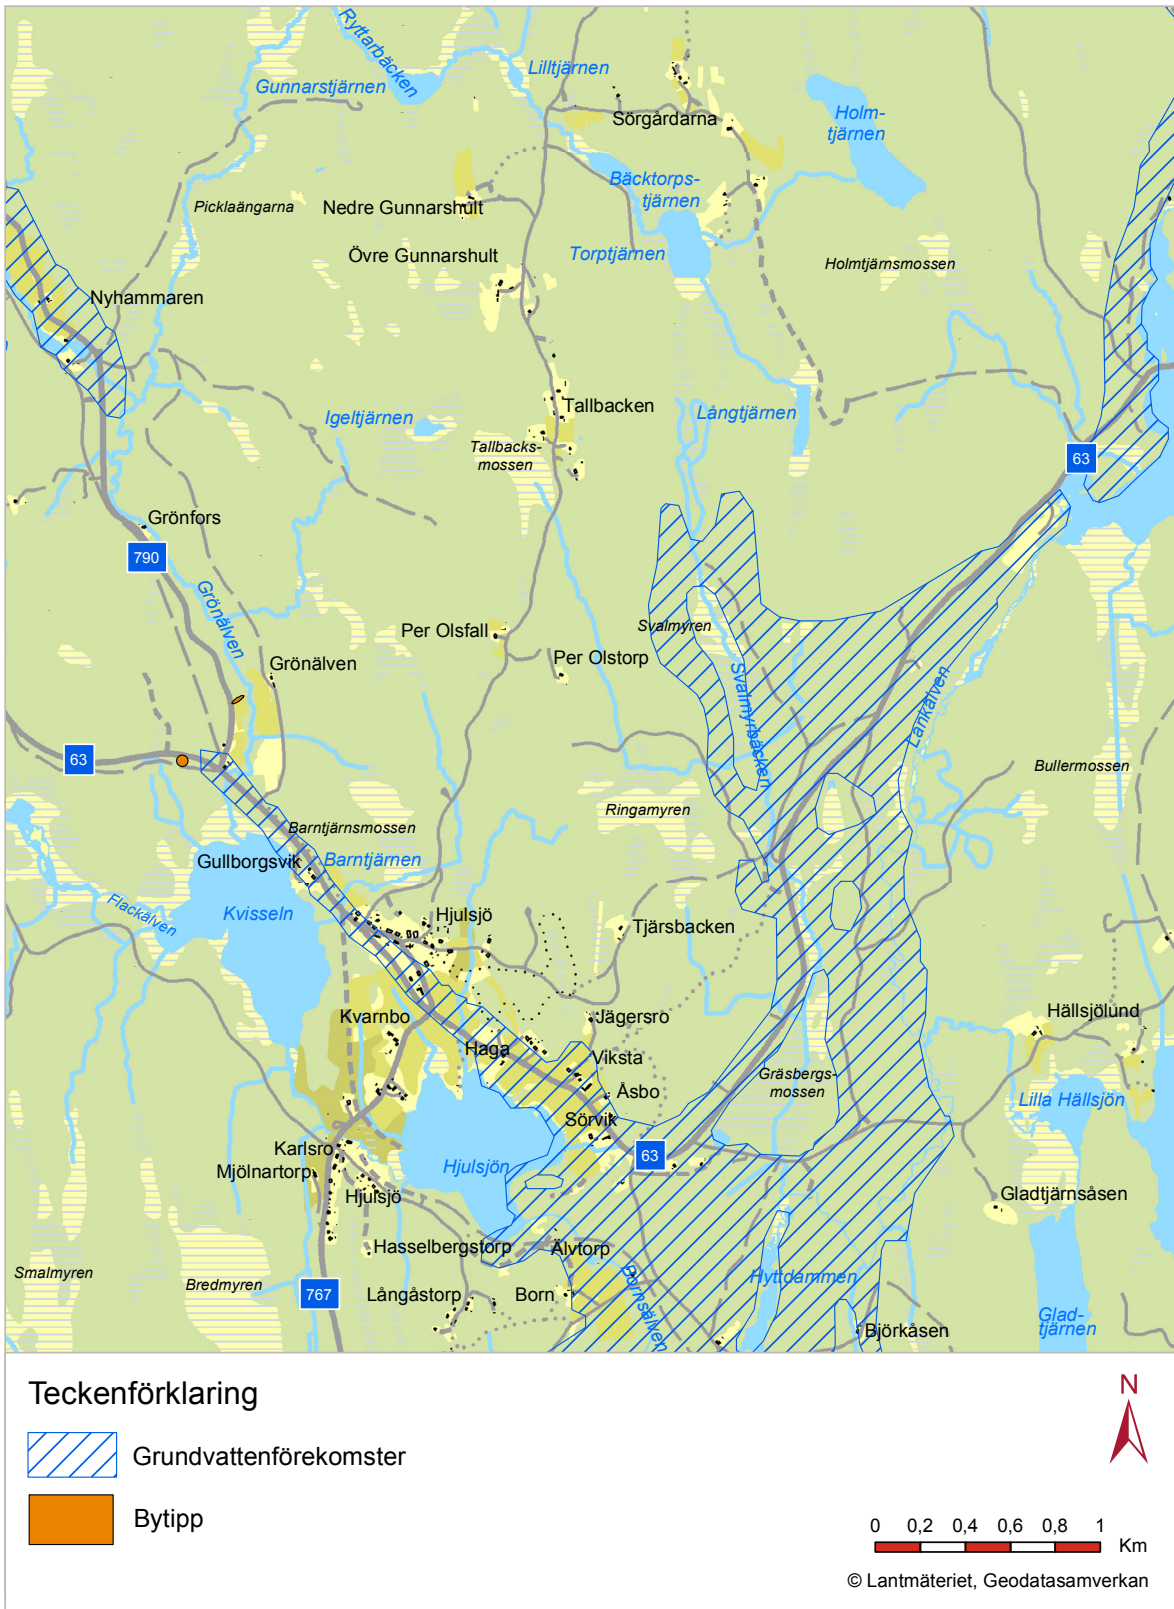 Ryttarbäcken
Lilltjärnen
Gunnarstjärnen
Sörgårdarna
Holm-
tjärnen
Bäcktorps-
tjärnen
Picklaängarna
Nedre Gunnarshult
Övre Gunnarshult
Torptjärnen
Holmtjärnsmossen
Nyhammaren
Tallbacken
Långtjärnen
Igeltjärnen
Tallbacks-
mossen
63
Grönfors
790
Grönälven
Svalmyren
Per Olsfall
Per Olstorp
Grönälven
Svalmyrbäcken
Lankälven
63
Bullermossen
Ringamyren
Barntjärnsmossen
Gullborgsvik
Barntjärnen
Flackälven
Kvisseln
Hjulsjö
Tjärsbacken
Kvarnbo
Jägersro
Hällsjölund
Haga
Viksta
Gräsbergs-
mossen
Åsbo
Lilla Hällsjön
Sörvik
Karlsro
63
Mjölnartorp
Hjulsjön
Hjulsjö
Gladtjärnsåsen
Hasselbergstorp
Älvtorp
Smalmyren
Bredmyren
Hyttdammen
767
Långåstorp
Born
Bornsälven
Glad-
tjärnen
Björkåsen
Teckenförklaring
N
Grundvattenförekomster
Bytipp
0 0,2 0,4 0,6 0,8 1
Km
© Lantmäteriet, Geodatasamverkan